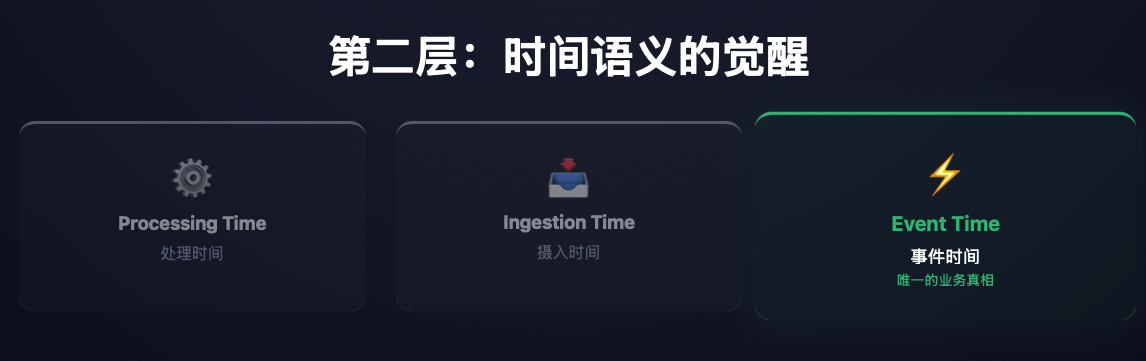 第二层：时间语义的觉醒
Processing Time
处理时间
Ingestion Time
摄入时间
Event Time
事件时间
唯一的业务真相